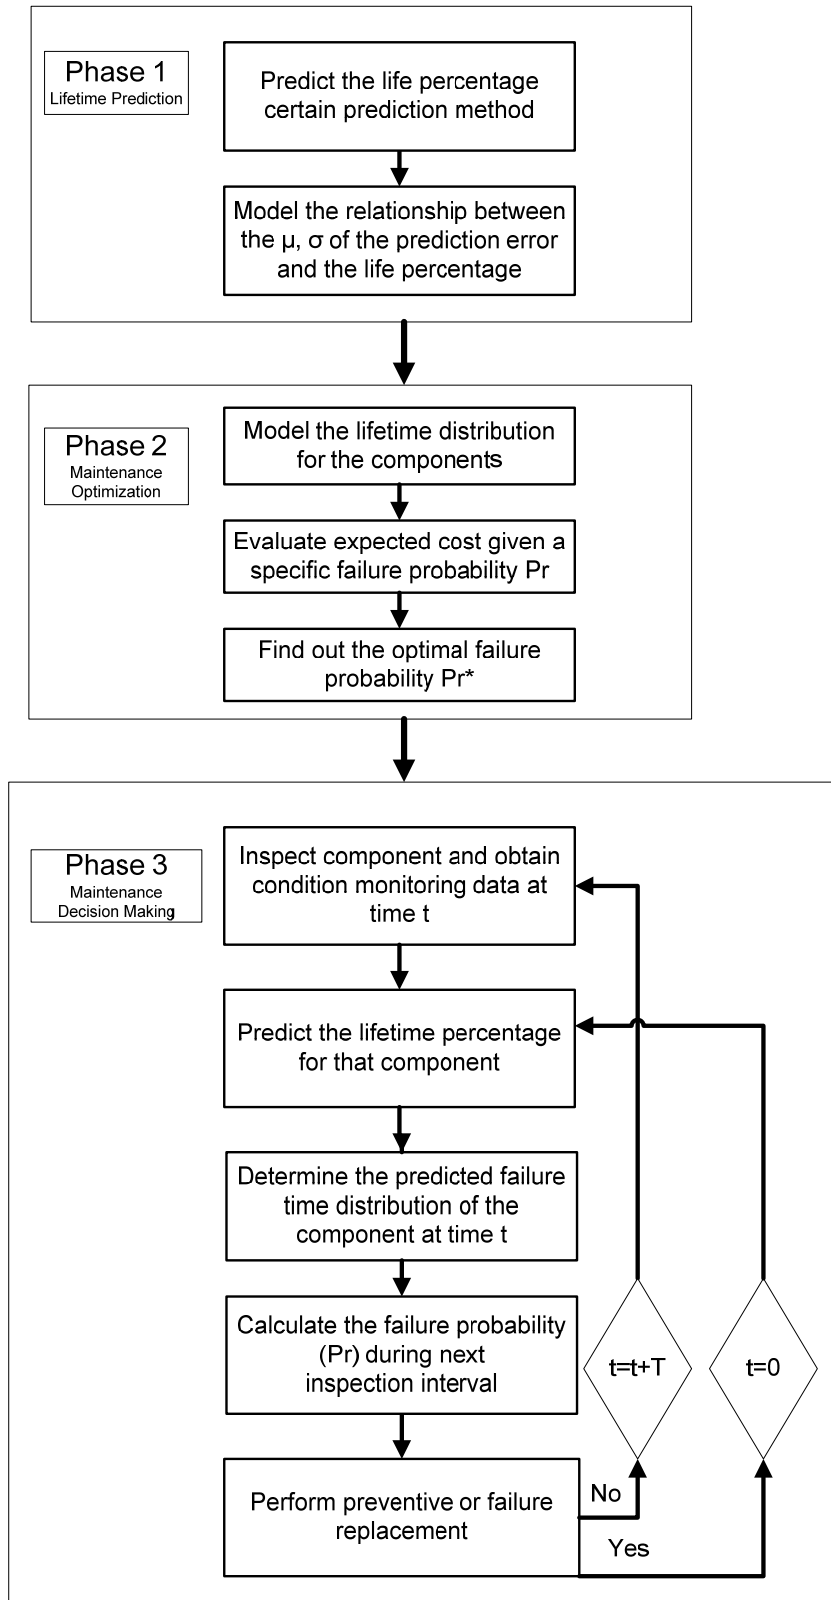 Phase 1
Lifetime Prediction
Predict the life percentage
certain prediction method
Model the relationship between
the μ, σ of the prediction error
and the life percentage
Phase 2
Maintenance
Optimization
Model the lifetime distribution
for the components
Evaluate expected cost given a
specific failure probability Pr
Find out the optimal failure
probability Pr*
Phase 3
Maintenance
Decision Making
Inspect component and obtain
condition monitoring data at
time t
Predict the lifetime percentage
for that component
Determine the predicted failure
time distribution of the
component at time t
Calculate the failure probability
(Pr) during next
inspection interval
t=t+T
t=0
Perform preventive or failure
replacement
No
Yes